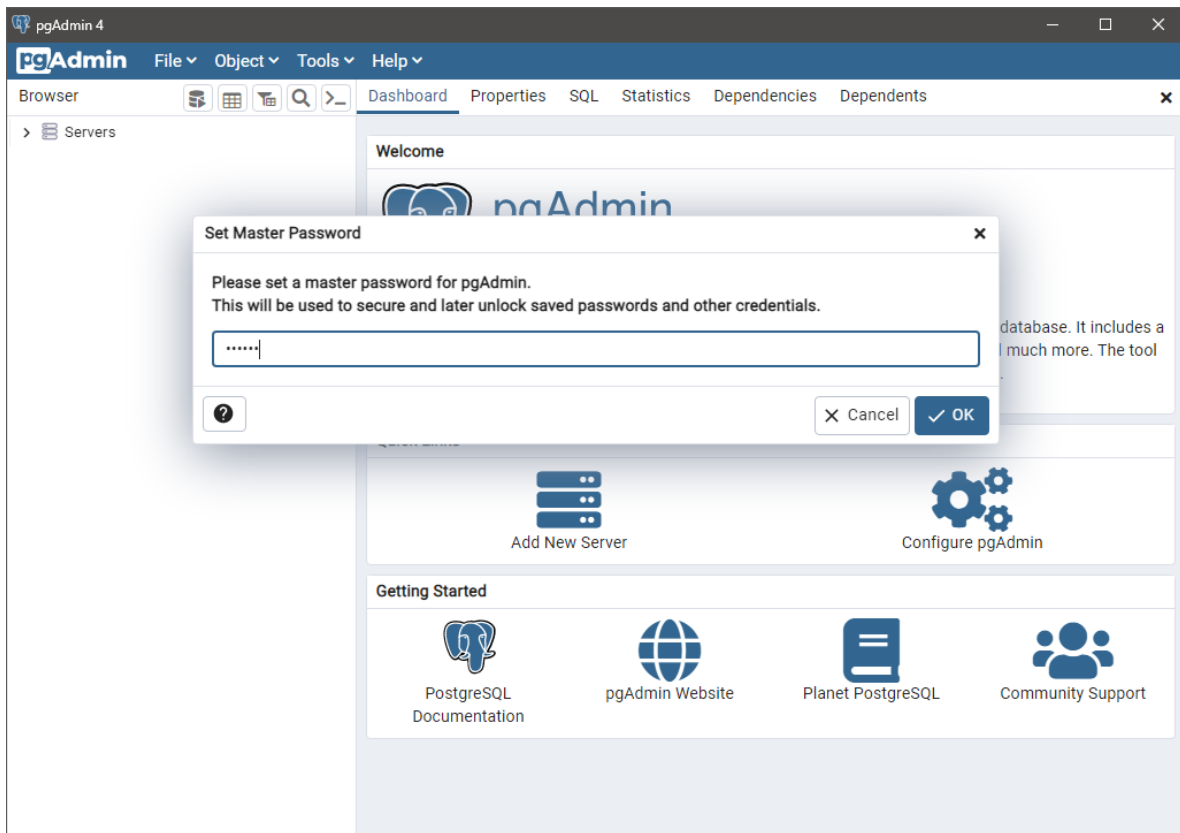 pgAdmin 4
pgAdmin File Object Tools Help
Browser
Dashboard Properties SQL Statistics Dependencies Dependents
Servers
Welcome
pgAdmin
Set Master Password
Please set a master password for pgAdmin.
This will be used to secure and later unlock saved passwords and other credentials.
••••••
database. It includes a
much more. The tool
Cancel
OK
Quick Links
Add New Server
Configure pgAdmin
Getting Started
PostgreSQL
Documentation
pgAdmin Website
Planet PostgreSQL
Community Support